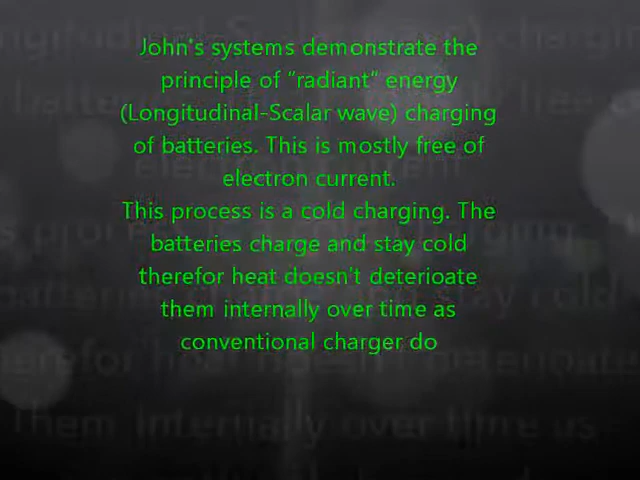 John's systems demonstrate the
principle of "radiant" energy
(Longitudinal-Scalar wave) charging
of batteries. This is mostly free of
electron current.
This process is a cold charging. The
batteries charge and stay cold
therefor heat doesn't deterioate
them internally over time as
conventional charger do